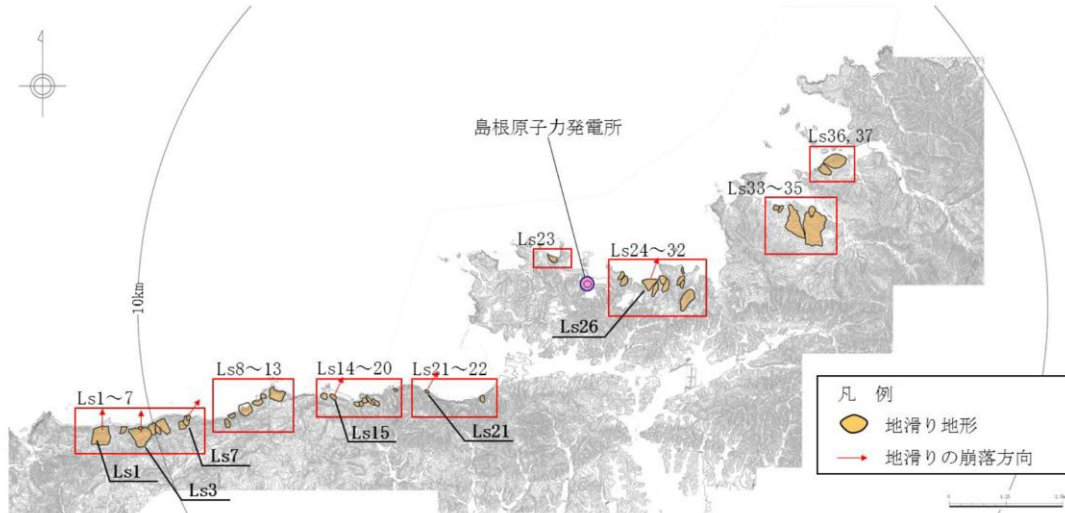 島根原子力発電所
Ls36, 37
Ls33～35
Ls23
Ls24～32
Ls26
10km
Ls8～13
Ls14～20
Ls21～22
Ls1～7
Ls15
Ls21
Ls7
Ls1
Ls3
凡 例
地滑り地形
地滑りの崩落方向
0